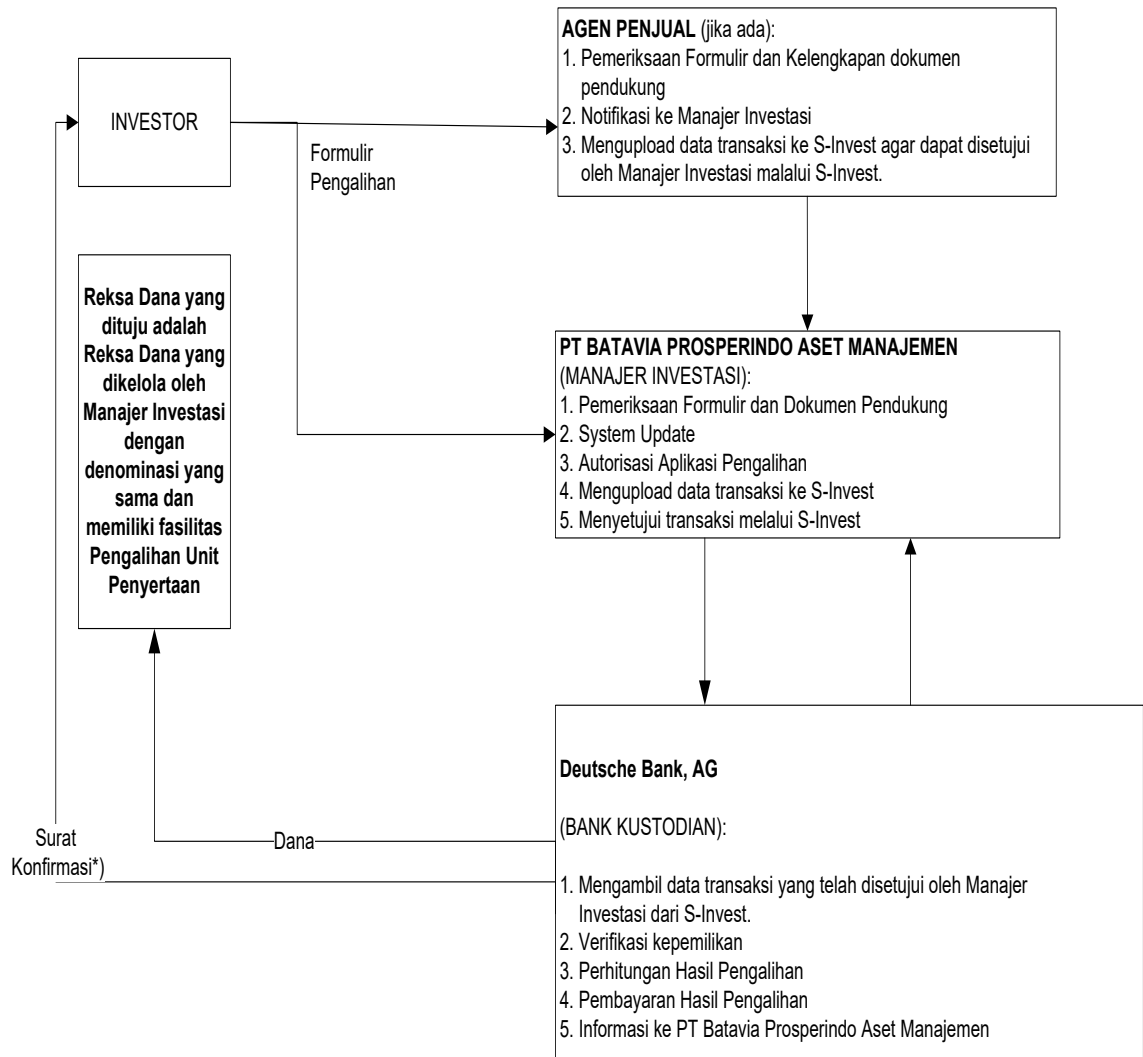 INVESTOR
Formulir
Pengalihan
AGEN PENJUAL (jika ada):
1. Pemeriksaan Formulir dan Kelengkapan dokumen
pendukung
2. Notifikasi ke Manajer Investasi
3. Mengupload data transaksi ke S-Invest agar dapat disetujui
oleh Manajer Investasi malalui S-Invest.
Reksa Dana yang
dituju adalah
Reksa Dana yang
dikelola oleh
Manajer Investasi
dengan
denominasi yang
sama dan
memiliki fasilitas
Pengalihan Unit
Penyertaan
PT BATAVIA PROSPERINDO ASET MANAJEMEN
(MANAJER INVESTASI):
1. Pemeriksaan Formulir dan Dokumen Pendukung
2. System Update
3. Autorisasi Aplikasi Pengalihan
4. Mengupload data transaksi ke S-Invest
5. Menyetujui transaksi melalui S-Invest
Surat
Konfirmasi*)
Dana
Deutsche Bank, AG
(BANK KUSTODIAN):
1. Mengambil data transaksi yang telah disetujui oleh Manajer
Investasi dari S-Invest.
2. Verifikasi kepemilikan
3. Perhitungan Hasil Pengalihan
4. Pembayaran Hasil Pengalihan
5. Informasi ke PT Batavia Prosperindo Aset Manajemen